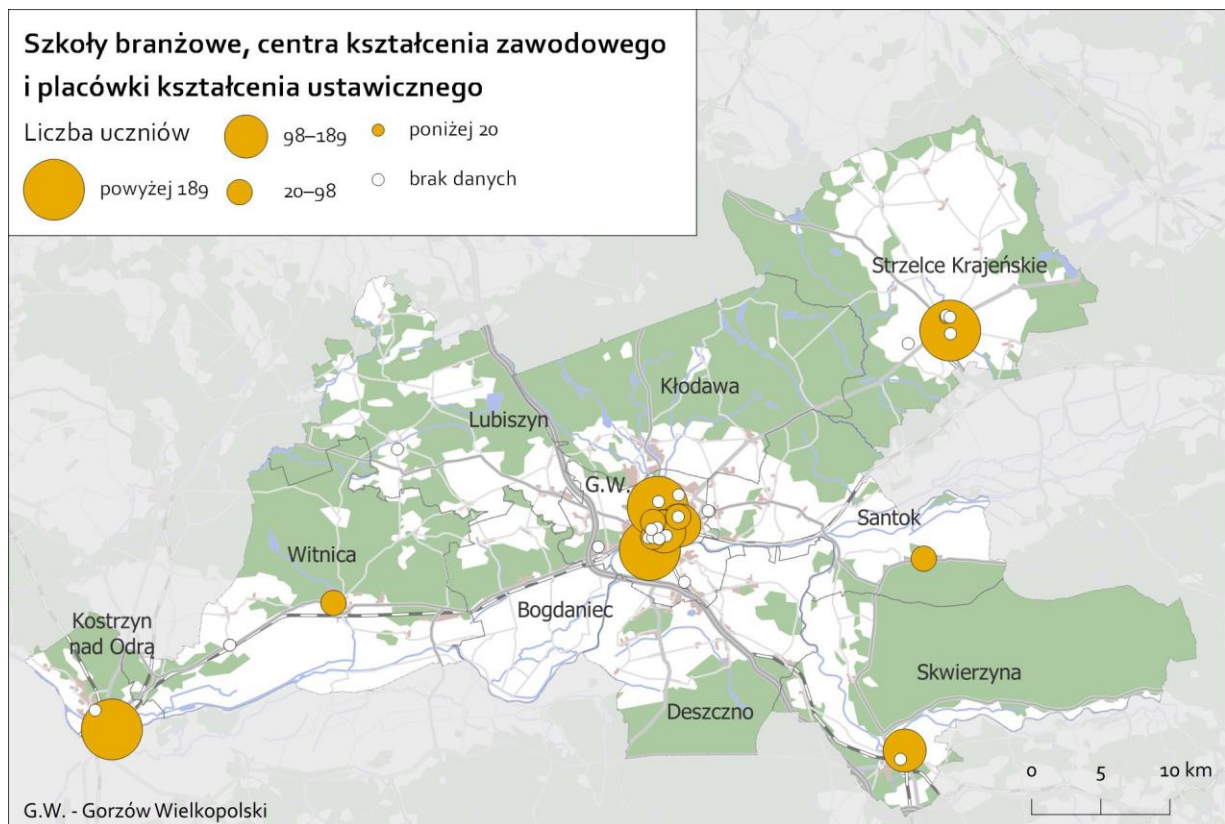 Szkoły branżowe, centra kształcenia zawodowego
i placówki kształcenia ustawicznego
Liczba uczniów
powyżej 189
98–189
20–98
poniżej 20
brak danych
Strzelce Krajeńskie
Kłodawa
Lubiszyn
G.W.
Santok
Witnica
Bogdaniec
Kostrzyn
nad Odrą
Skwierzyna
Deszczno
0 5 10 km
G.W. - Gorzów Wielkopolski